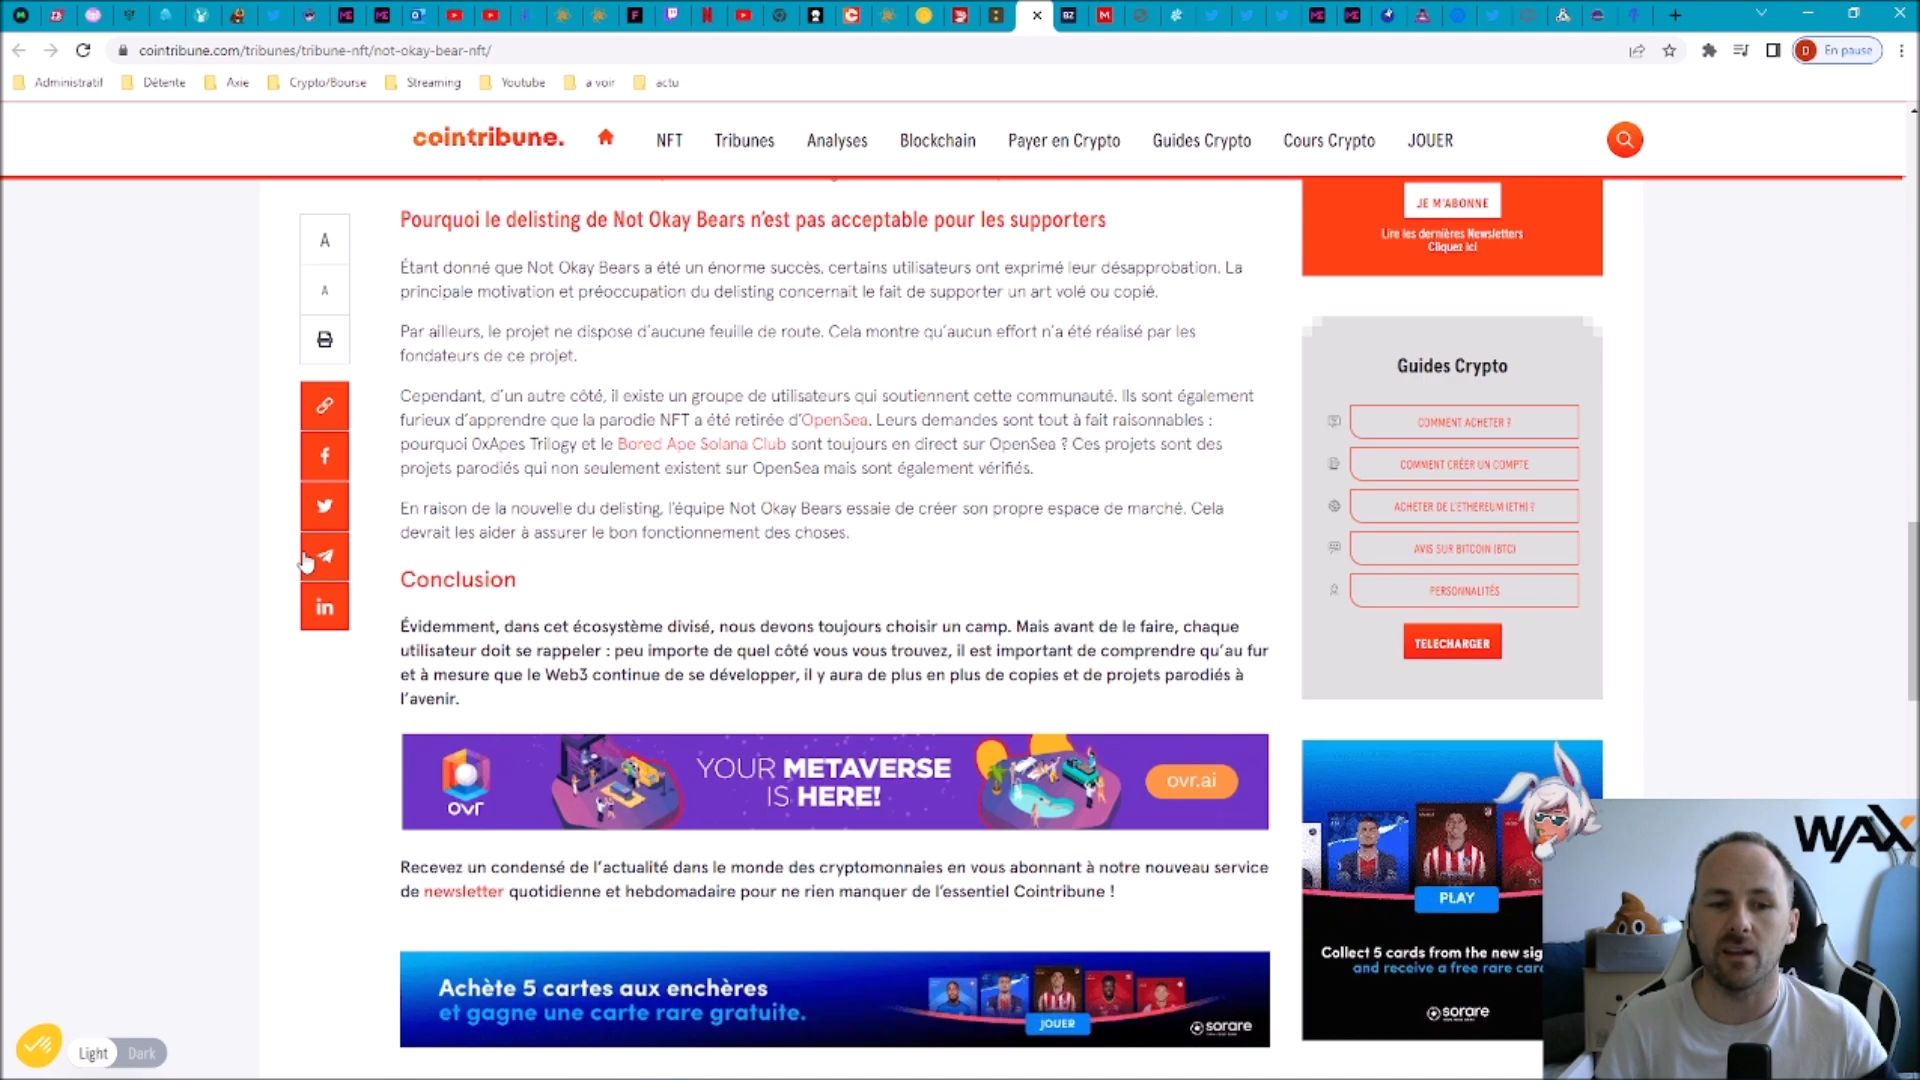 cointribune.com/tribunes/tribune-nft/not-okay-bear-nft/
D En pause
Administratif Détente Axie Crypto/Bourse Streaming Youtube a voir actu
cointribune. NFT Tribunes Analyses Blockchain Payer en Crypto Guides Crypto Cours Crypto JOUER
Pourquoi le delisting de Not Okay Bears n'est pas acceptable pour les supporters
Étant donné que Not Okay Bears a été un énorme succès, certains utilisateurs ont exprimé leur désapprobation. La
principale motivation et préoccupation du delisting concernait le fait de supporter un art volé ou copié.
Par ailleurs, le projet ne dispose d'aucune feuille de route. Cela montre qu'aucun effort n'a été réalisé par les
fondateurs de ce projet.
Cependant, d'un autre côté, il existe un groupe de utilisateurs qui soutiennent cette communauté. Ils sont également
furieux d'apprendre que la parodie NFT a été retirée d'OpenSea. Leurs demandes sont tout à fait raisonnables :
pourquoi 0xApes Trilogy et le Bored Ape Solana Club sont toujours en direct sur OpenSea ? Ces projets sont des
projets parodiés qui non seulement existent sur OpenSea mais sont également vérifiés.
En raison de la nouvelle du delisting, l'équipe Not Okay Bears essaie de créer son propre espace de marché. Cela
devrait les aider à assurer le bon fonctionnement des choses.
Conclusion
Évidemment, dans cet écosystème divisé, nous devons toujours choisir un camp. Mais avant de le faire, chaque
utilisateur doit se rappeler : peu importe de quel côté vous vous trouvez, il est important de comprendre qu'au fur
et à mesure que le Web3 continue de se développer, il y aura de plus en plus de copies et de projets parodiés à
l'avenir.
ovr
YOUR METAVERSE
IS HERE!
ovr.ai
Recevez un condensé de l'actualité dans le monde des cryptomonnaies en vous abonnant à notre nouveau service
de newsletter quotidienne et hebdomadaire pour ne rien manquer de l'essentiel Cointribune !
Achète 5 cartes aux enchères
et gagne une carte rare gratuite.
JOUER
sorare
A
A
in
Light Dark
JE M'ABONNE
Lire les dernières Newsletters
Cliquez ici
Guides Crypto
COMMENT ACHETER ?
COMMENT CRÉER UN COMPTE
ACHETER DE L'ETHEREUM (ETH) ?
AVIS SUR BITCOIN (BTC)
PERSONNALITÉS
TELECHARGER
PLAY
Collect 5 cards from the new sig
and receive a free rare card
sorare
WAX